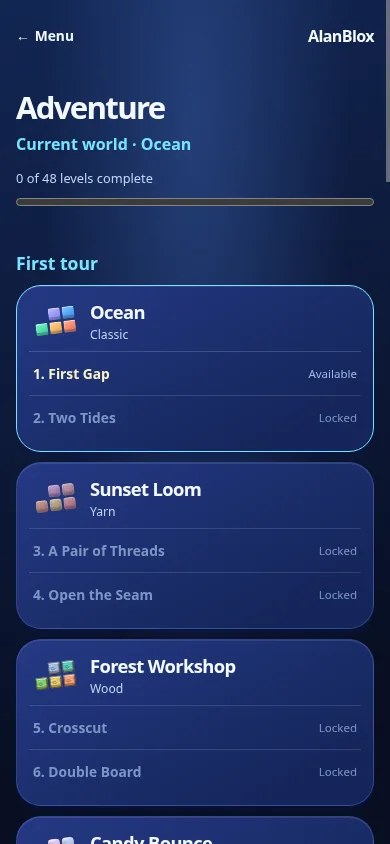 ← Menu
AlanBlox
Adventure
Current world · Ocean
0 of 48 levels complete
First tour
Ocean
Classic
1. First Gap
Available
2. Two Tides
Locked
Sunset Loom
Yarn
3. A Pair of Threads
Locked
4. Open the Seam
Locked
Forest Workshop
Wood
5. Crosscut
Locked
6. Double Board
Locked
Candy Bounce